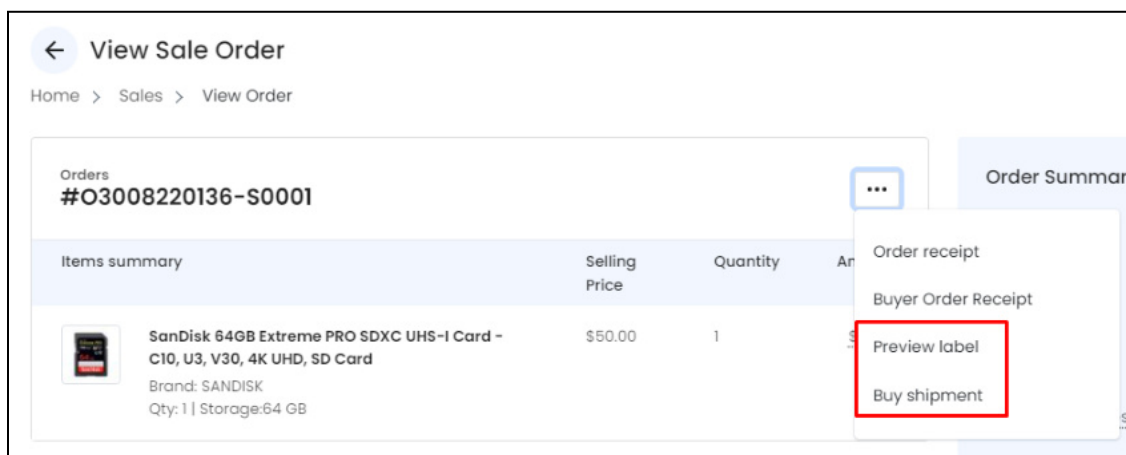 View Sale Order
Home > Sales > View Order
Orders
#O3008220136-S0001
...
Order Summar
Items summary
Selling Price
Quantity
An
Order receipt
Buyer Order Receipt
Preview label
Buy shipment
SanDisk 64GB Extreme PRO SDXC UHS-I Card -
C10, U3, V30, 4K UHD, SD Card
$50.00
1
$
Brand: SANDISK
Qty: 1 | Storage:64 GB